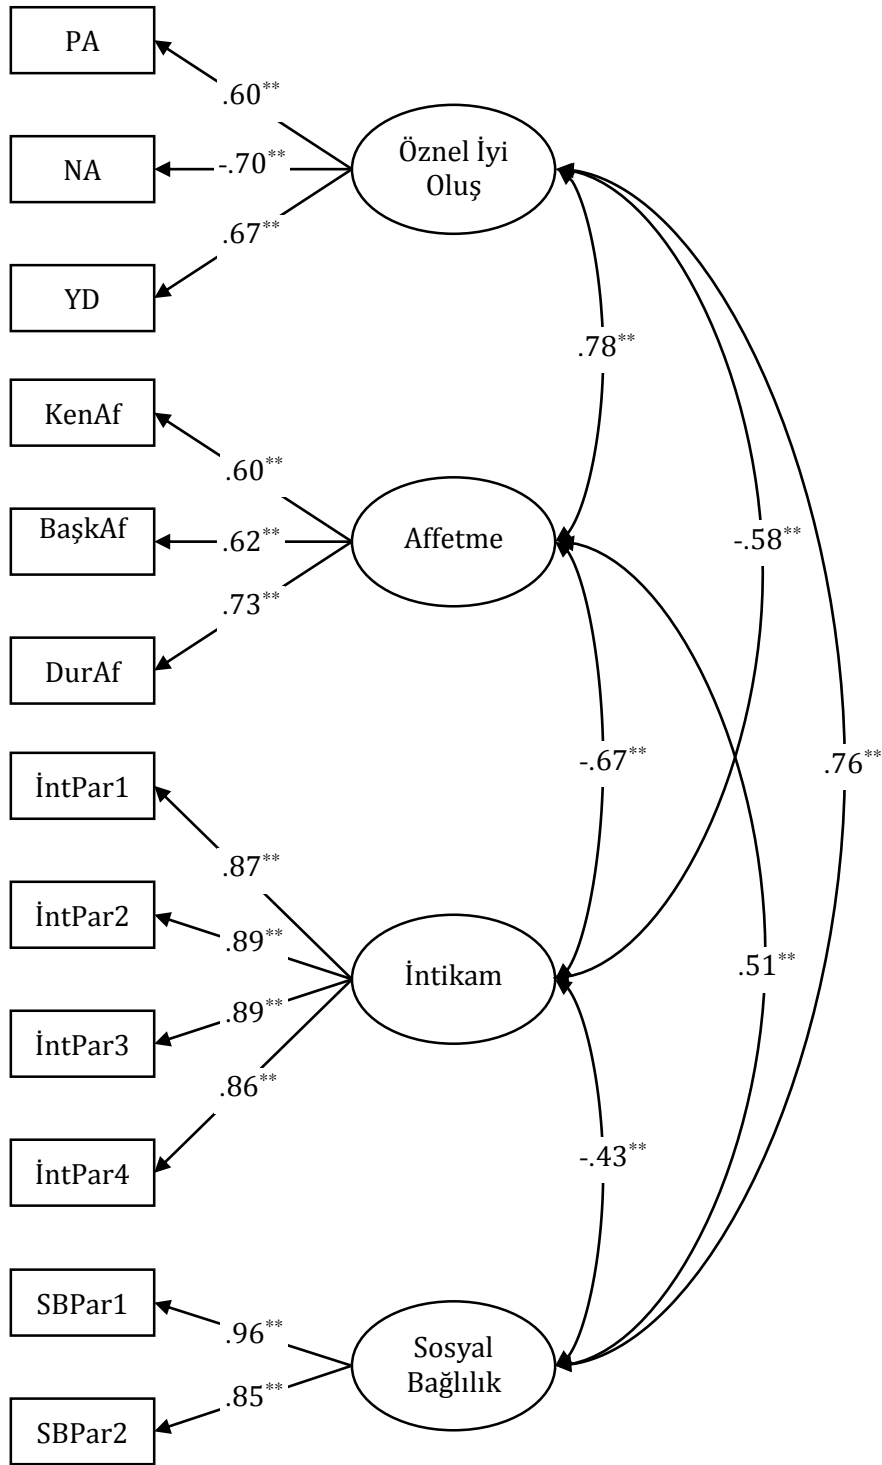 PA
.60**
NA
-.70**
YD
.67**
Öznel İyi
Oluş
.78**
KenAf
.60**
BaşkAf
.62**
DurAf
.73**
Affetme
-.58**
-.67**
.76**
İntPar1
.87**
İntPar2
.89**
İntPar3
.89**
İntPar4
.86**
İntikam
.51**
-.43**
SBPar1
.96**
SBPar2
.85**
Sosyal
Bağlılık